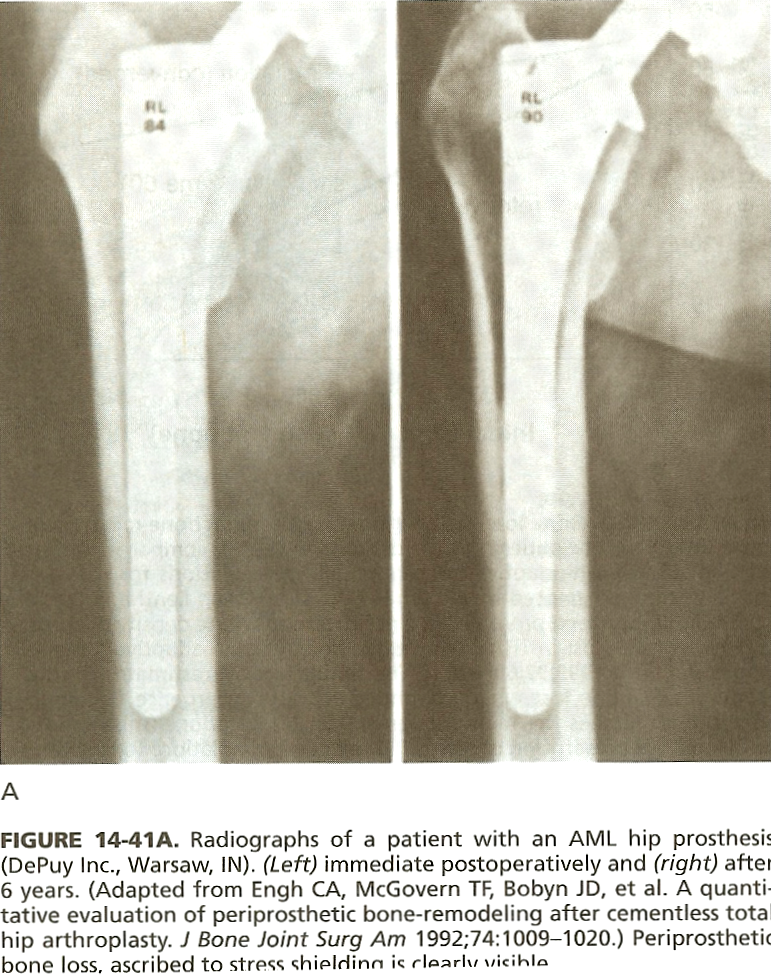 RL
84
RL
90
A
FIGURE 14-41A. Radiographs of a patient with an AML hip prosthesis
(DePuy Inc., Warsaw, IN). (Left) immediate postoperatively and (right) after
6 years. (Adapted from Engh CA, McGovern TF, Bobyn JD, et al. A quanti-
tative evaluation of periprosthetic bone-remodeling after cementless total
hip arthroplasty. J Bone Joint Surg Am 1992;74:1009–1020.) Periprosthetic
bone loss, ascribed to stress shielding is clearly visible